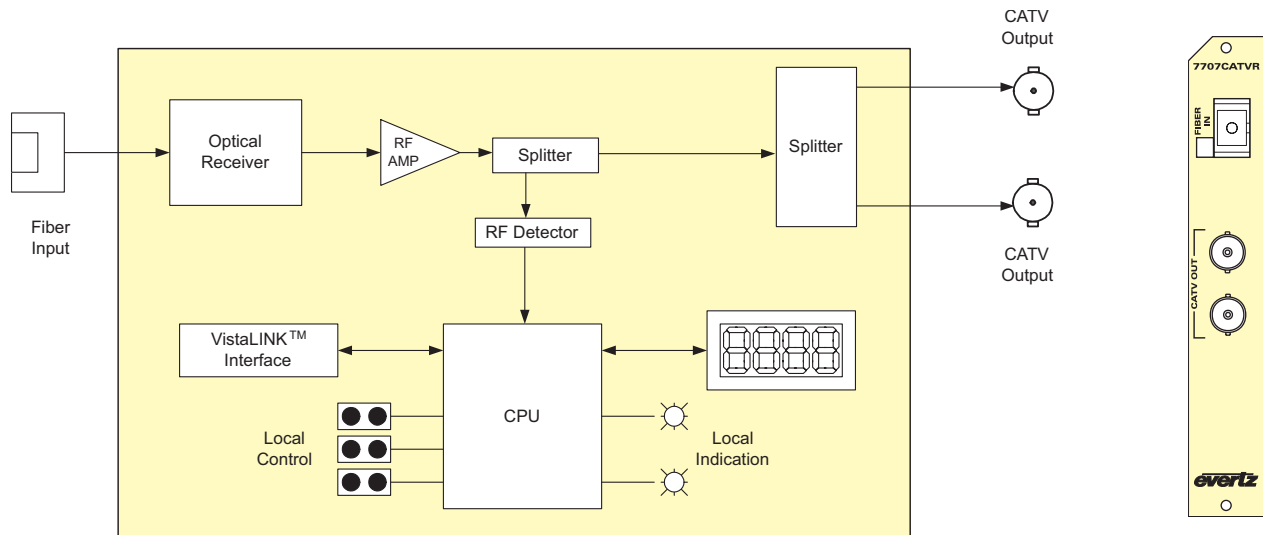 CATV
Output
7707CATVR
FIBER
IN
Optical
Receiver
RF
AMP
Splitter
Splitter
Fiber
Input
RF Detector
CATV
Output
CATV OUT
VistaLINK™
Interface
8888
CPU
Local
Control
Local
Indication
evertz